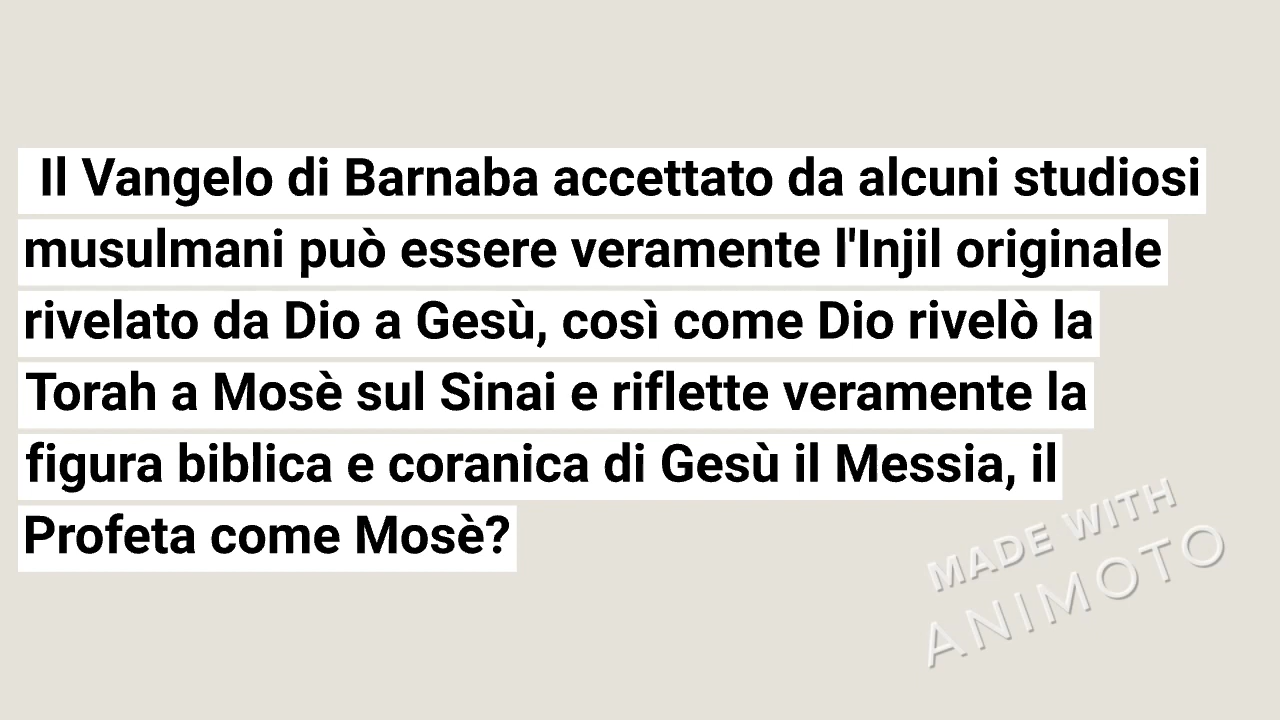 Il Vangelo di Barnaba accettato da alcuni studiosi
musulmani può essere veramente l'Injil originale
rivelato da Dio a Gesù, così come Dio rivelò la
Torah a Mosè sul Sinai e riflette veramente la
figura biblica e coranica di Gesù il Messia, il
Profeta come Mosè?
MADE WITH
ANIMOTO